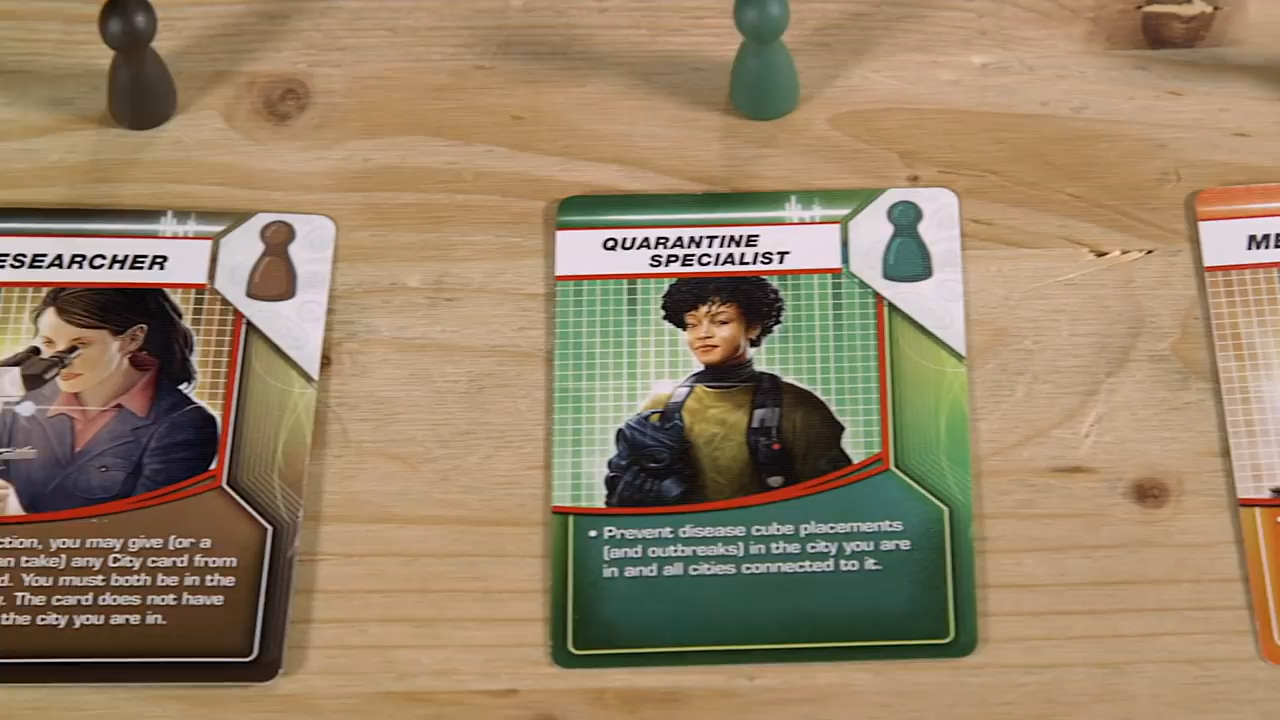 ESEARCHER
ction, you may give (or a
n take) any City card from
d. You must both be in the
. The card does not have
the city you are in.
QUARANTINE
SPECIALIST
• Prevent disease cube placements
(and outbreaks) in the city you are
in and all cities connected to it.
ME